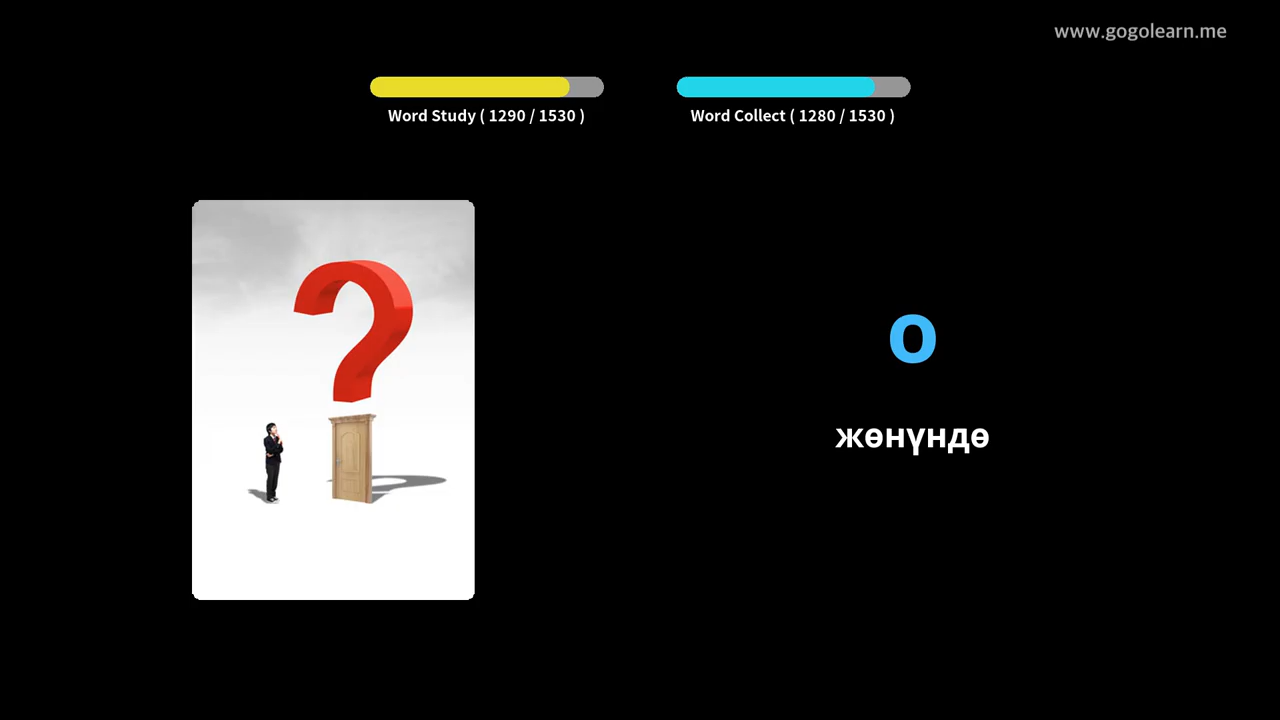 www.gogolearn.me
Word Study ( 1290 / 1530 )
Word Collect ( 1280 / 1530 )
о
жөнүндө